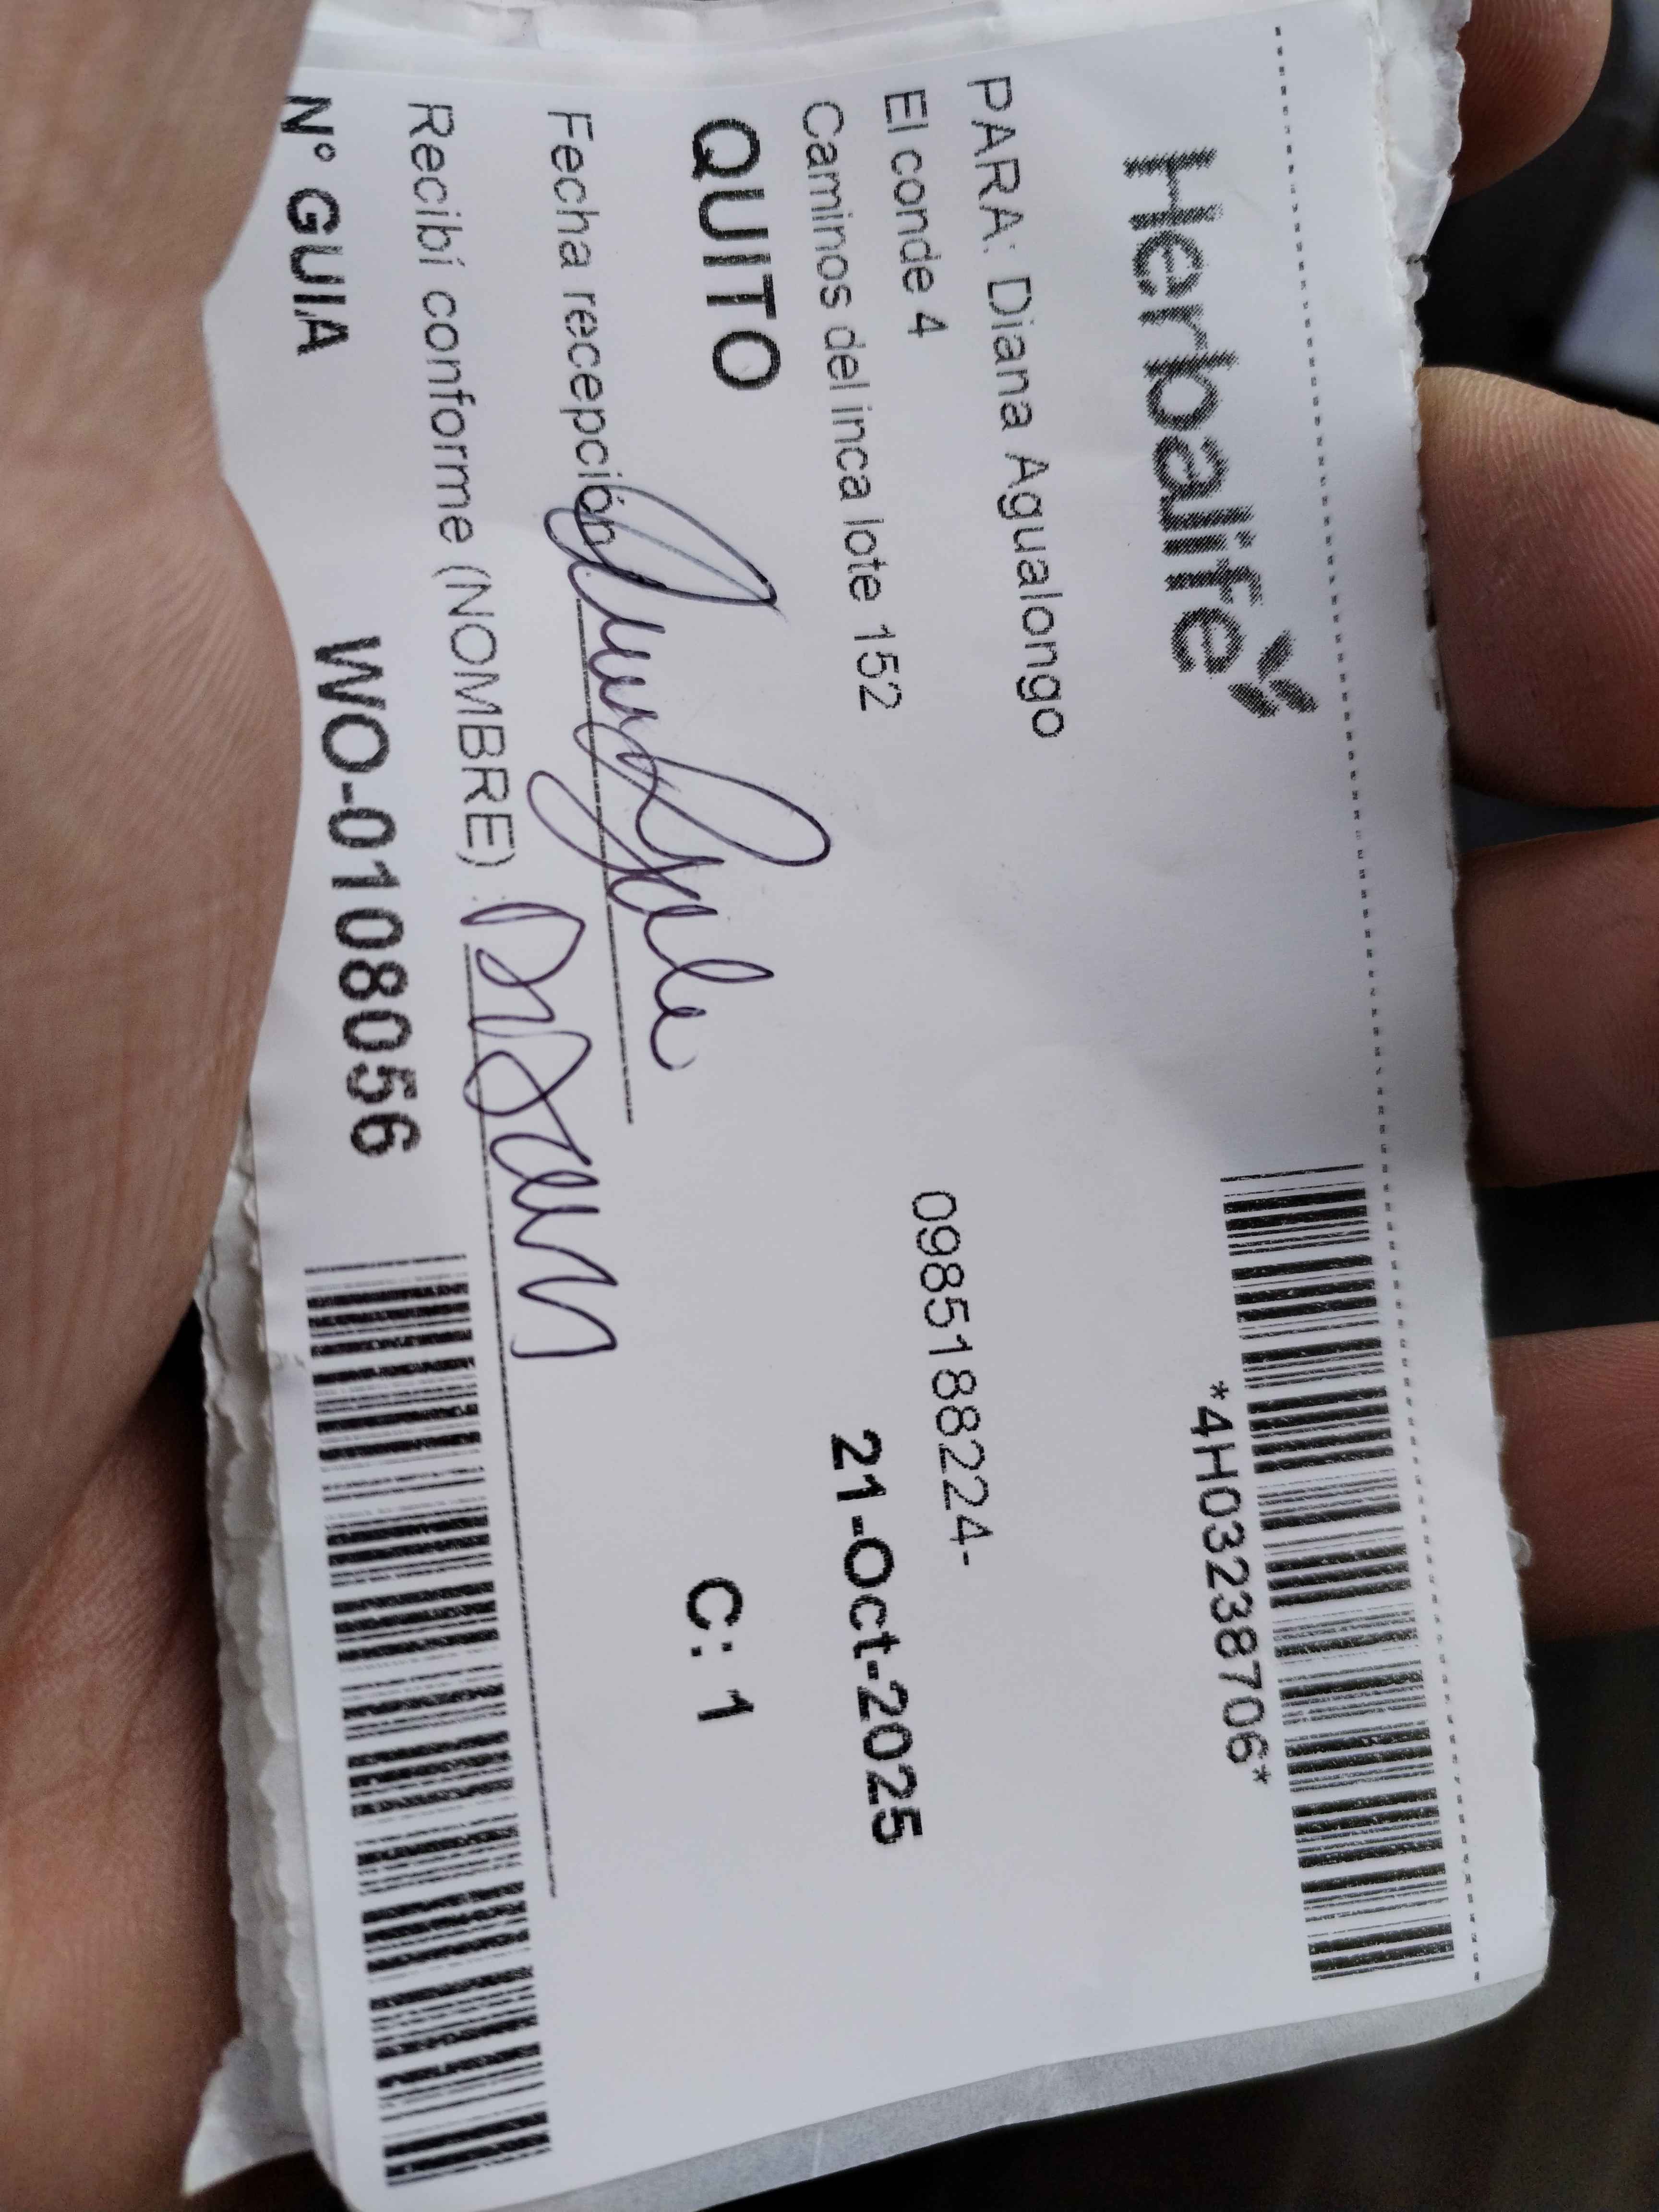 Herbalife
*4H03238706*
PARA: Diana Agualongo
El conde 4
0985188224-
Caminos del inca lote 152
21-Oct-2025
QUITO
C: 1
Fecha recepción
Recibí conforme (NOMBRE)
N° GUIA WO-0108056